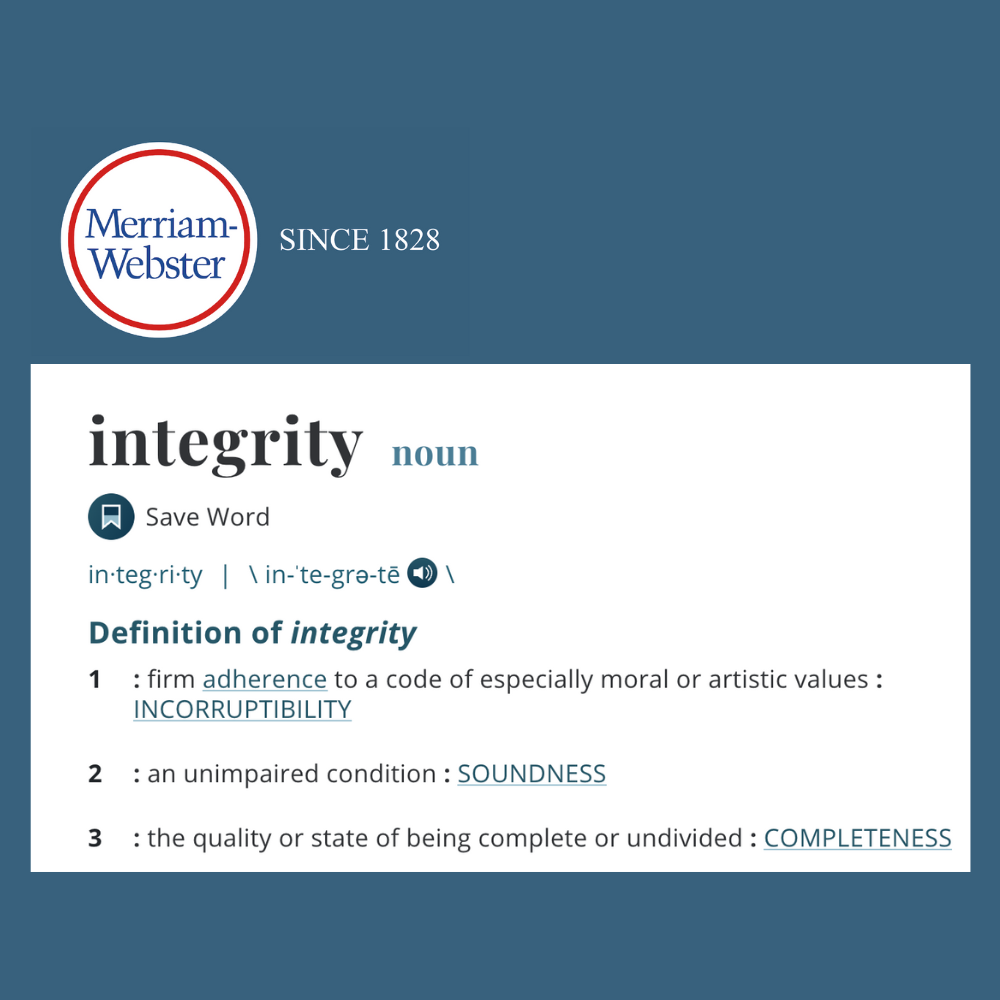 Merriam-
Webster
SINCE 1828
integrity noun
Save Word
in·teg·ri·ty | \ in-ˈte-grə-tē \
Definition of integrity
1 : firm adherence to a code of especially moral or artistic values :
INCORRUPTIBILITY
2 : an unimpaired condition : SOUNDNESS
3 : the quality or state of being complete or undivided : COMPLETENESS